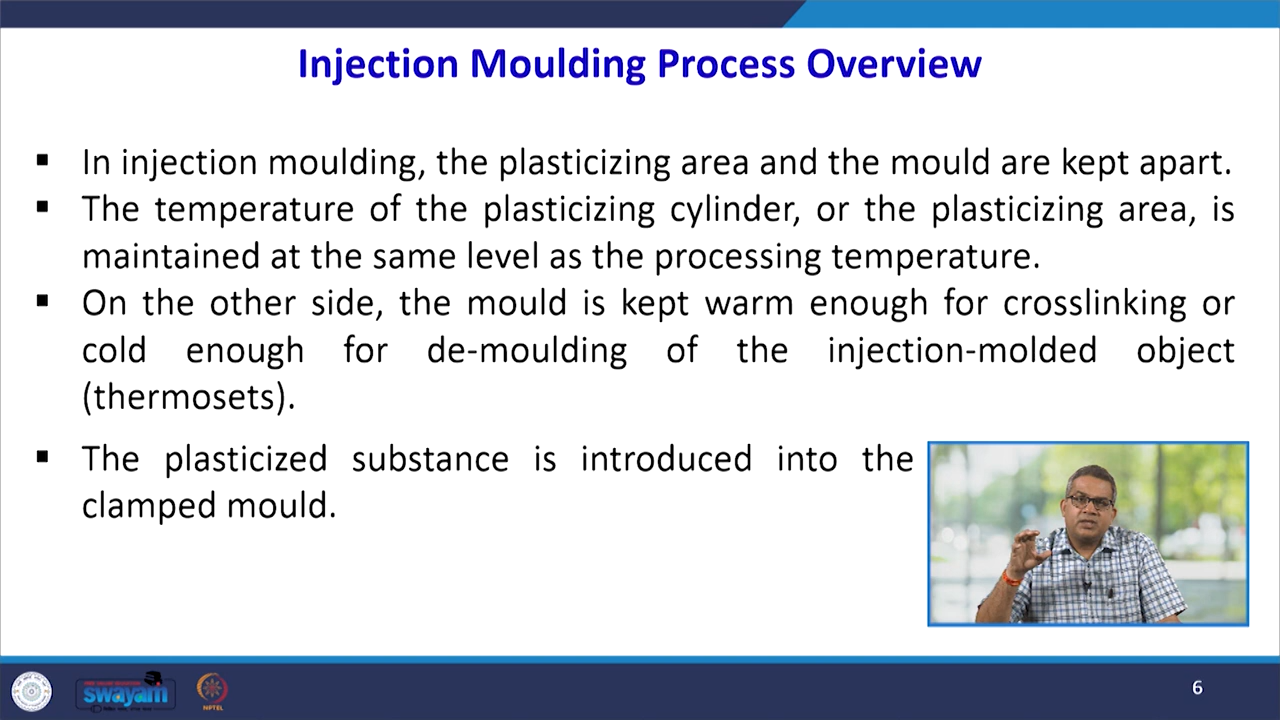 Injection Moulding Process Overview
▪ In injection moulding, the plasticizing area and the mould are kept apart.
▪ The temperature of the plasticizing cylinder, or the plasticizing area, is
maintained at the same level as the processing temperature.
▪ On the other side, the mould is kept warm enough for crosslinking or
cold enough for de-moulding of the injection-molded object
(thermosets).
▪ The plasticized substance is introduced into the
clamped mould.
swayam
NPTEL
6